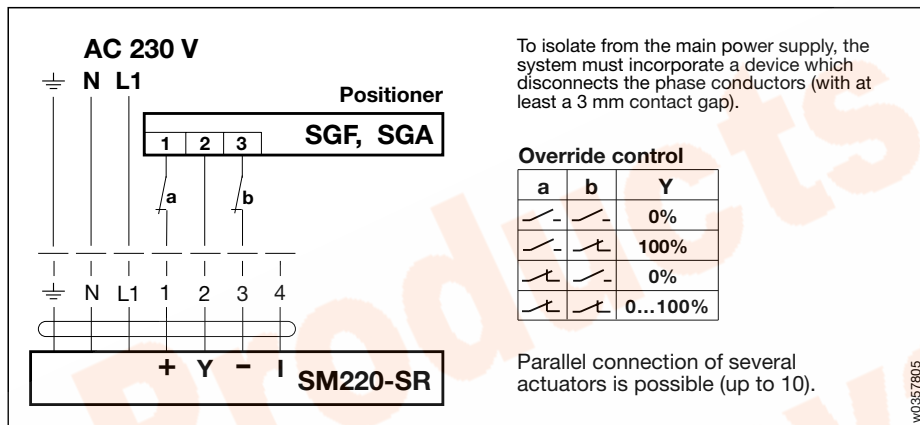 AC 230 V
N L1
Positioner
SGF, SGA
1 2 3
a b
N L1 1 2 3 4
+ Y – I
SM220-SR
To isolate from the main power supply, the
system must incorporate a device which
disconnects the phase conductors (with at
least a 3 mm contact gap).
Override control
a b Y
0%
100%
0%
0...100%
Parallel connection of several
actuators is possible (up to 10).
w0357805
Products